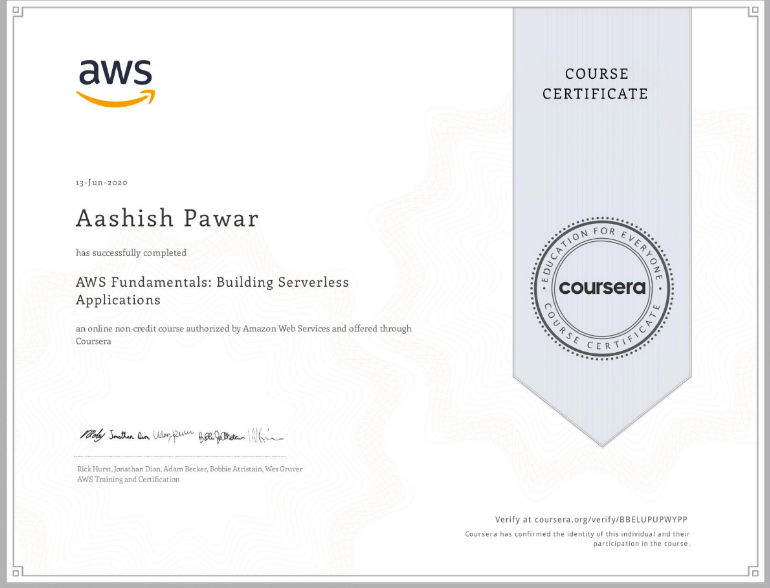 aws
COURSE
CERTIFICATE
13-Jun-2020
Aashish Pawar
has successfully completed
AWS Fundamentals: Building Serverless
Applications
an online non-credit course authorized by Amazon Web Services and offered through
Coursera
EDUCATION FOR EVERYONE
coursera
COURSE CERTIFICATE
Rick Hurst, Jonathan Dion, Adam Becker, Bobbie Atristain, Wes Gruver
AWS Training and Certification
Verify at coursera.org/verify/BBELUPUPWYPP
Coursera has confirmed the identity of this individual and their
participation in the course.